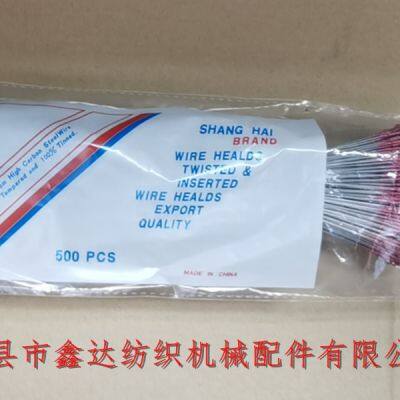 om High Carbon Steel Wire
Tempered and 100% Tinned.
SHANG HAI
BRAND
WIRE HEALDS
TWISTED &
INSERTED
WIRE HEALDS
EXPORT
QUALITY
500 PCS
MADE IN CHINA
县市鑫达纺织机械配件有限公